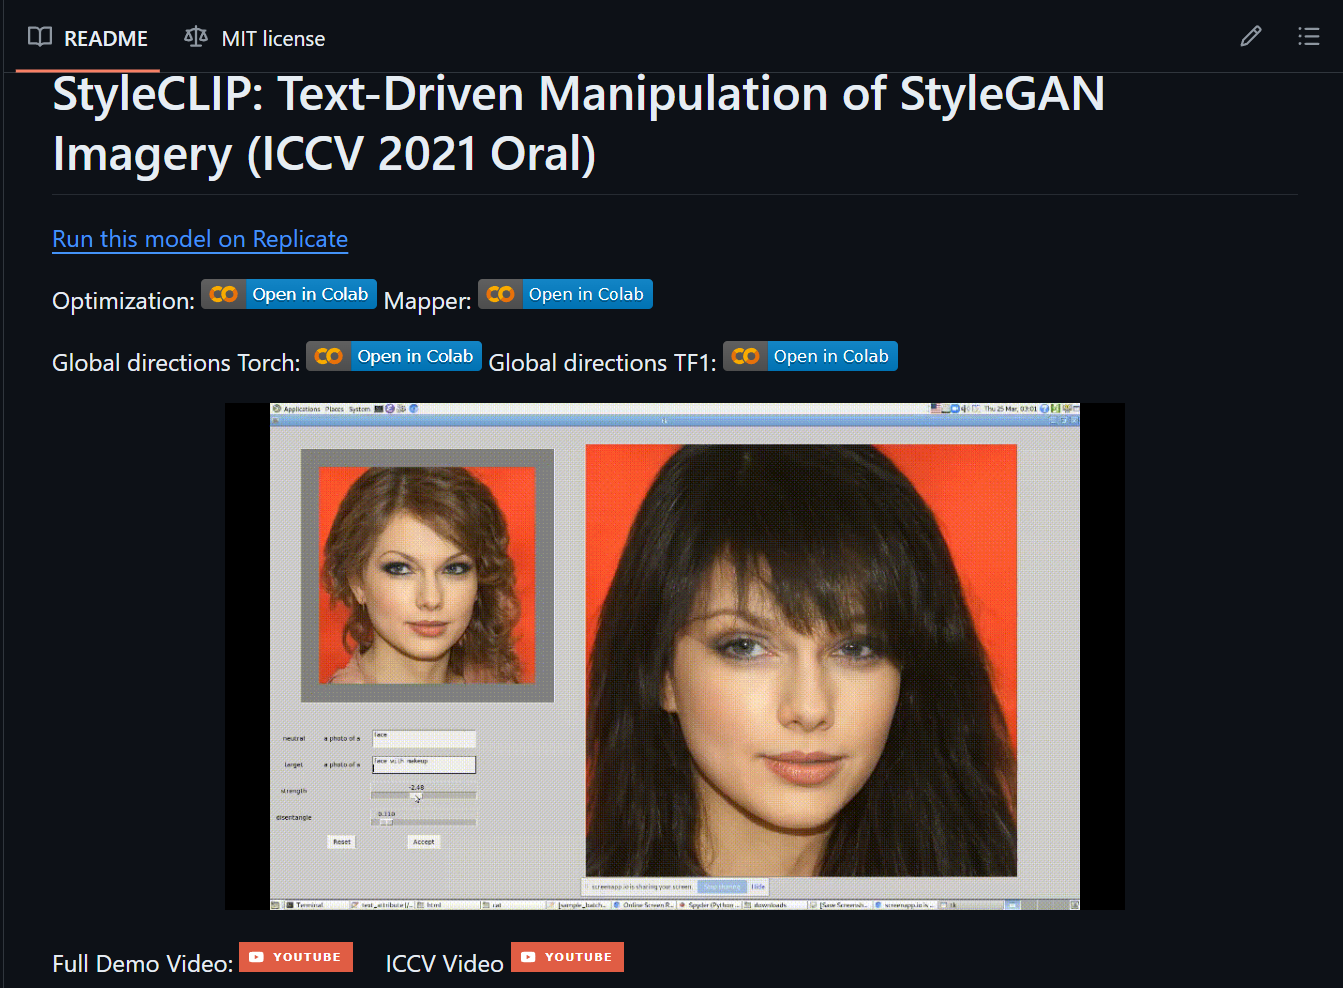 README
MIT license
StyleCLIP: Text-Driven Manipulation of StyleGAN
Imagery (ICCV 2021 Oral)
Run this model on Replicate
Optimization: Open in Colab Mapper: Open in Colab
Global directions Torch: Open in Colab Global directions TF1: Open in Colab
Applications Places System
Thu 25 Mar, 03:01
neutral a photo of a face
target a photo of a face with makeup
strength -2.48
disentangle 0.110
Reset Accept
screenapp.io is sharing your screen. Stop sharing Hide
Terminal text_attribute(/.. html cat [sample_batch.. Online Screen R.. Spyder (Python ... downloads [Save Screensh.. screenapp.io is ... tk
Full Demo Video: YOUTUBE ICCV Video YOUTUBE